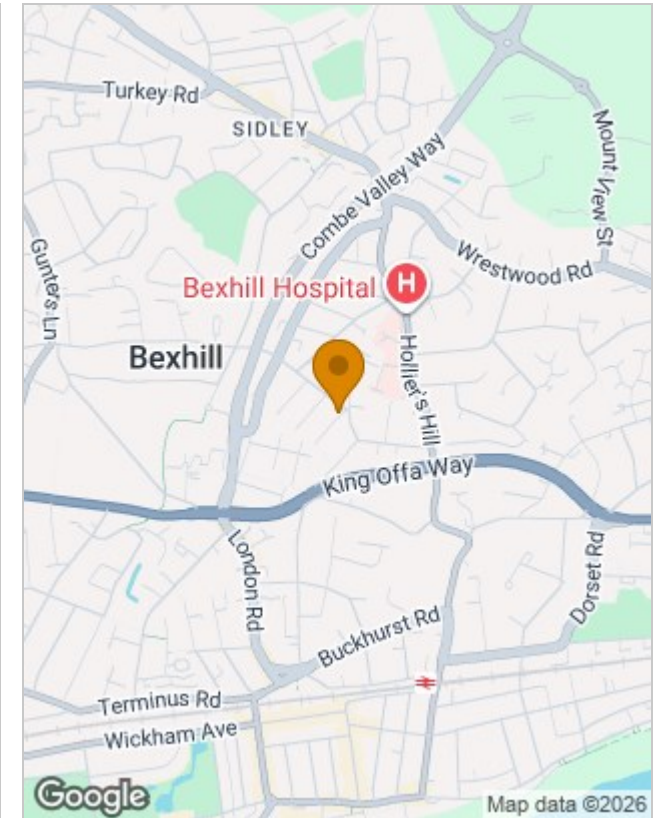 Turkey Rd
SIDLEY
Combe Valley Way
Mount View St
Wrestwood Rd
Gunters Ln
Bexhill Hospital
H
Bexhill
Hollier's Hill
King Offa Way
London Rd
Dorset Rd
Buckhurst Rd
Terminus Rd
Wickham Ave
Google
Map data ©2026